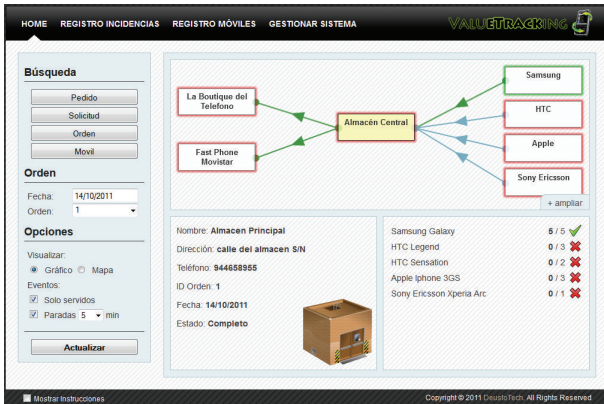 HOME REGISTRO INCIDENCIAS REGISTRO MÓVILES GESTIONAR SISTEMA
VALUETRACKING
Búsqueda
Pedido
Solicitud
Orden
Movil
Orden
Fecha: 14/10/2011
Orden: 1
Opciones
Visualizar:
Gráfico Mapa
Eventos:
Solo servidos
Paradas 5 min
Actualizar
La Boutique del
Telefono
Fast Phone
Movistar
Almacén Central
Samsung
HTC
Apple
Sony Ericsson
+ ampliar
Nombre: Almacen Principal
Dirección: calle del almacen S/N
Teléfono: 944658955
ID Orden: 1
Fecha: 14/10/2011
Estado: Completo
Samsung Galaxy 5 / 5
HTC Legend 0 / 3
HTC Sensation 0 / 2
Apple Iphone 3GS 0 / 3
Sony Ericsson Xperia Arc 0 / 1
Mostrar Instrucciones
Copyright © 2011 DeustoTech. All Rights Reserved